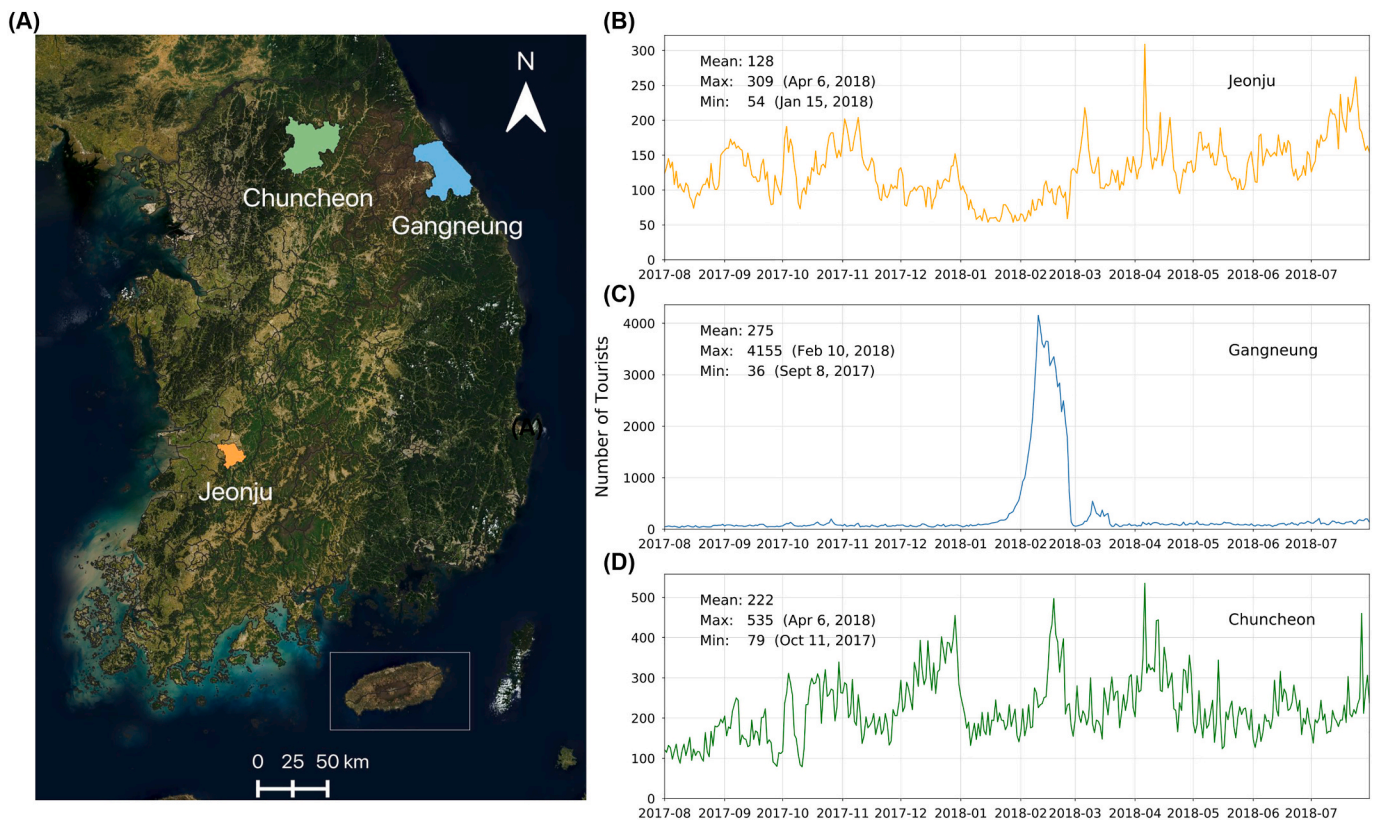 (A)
N
Chuncheon
Gangneung
(A)
Jeonju
0 25 50 km
(B)
300
250
200
150
100
50
0
Mean: 128
Max: 309 (Apr 6, 2018)
Min: 54 (Jan 15, 2018)
Jeonju
2017-08 2017-09 2017-10 2017-11 2017-12 2018-01 2018-02 2018-03 2018-04 2018-05 2018-06 2018-07
(C)
Number of Tourists
4000
3000
2000
1000
0
Mean: 275
Max: 4155 (Feb 10, 2018)
Min: 36 (Sept 8, 2017)
Gangneung
2017-08 2017-09 2017-10 2017-11 2017-12 2018-01 2018-02 2018-03 2018-04 2018-05 2018-06 2018-07
(D)
500
400
300
200
100
0
Mean: 222
Max: 535 (Apr 6, 2018)
Min: 79 (Oct 11, 2017)
Chuncheon
2017-08 2017-09 2017-10 2017-11 2017-12 2018-01 2018-02 2018-03 2018-04 2018-05 2018-06 2018-07